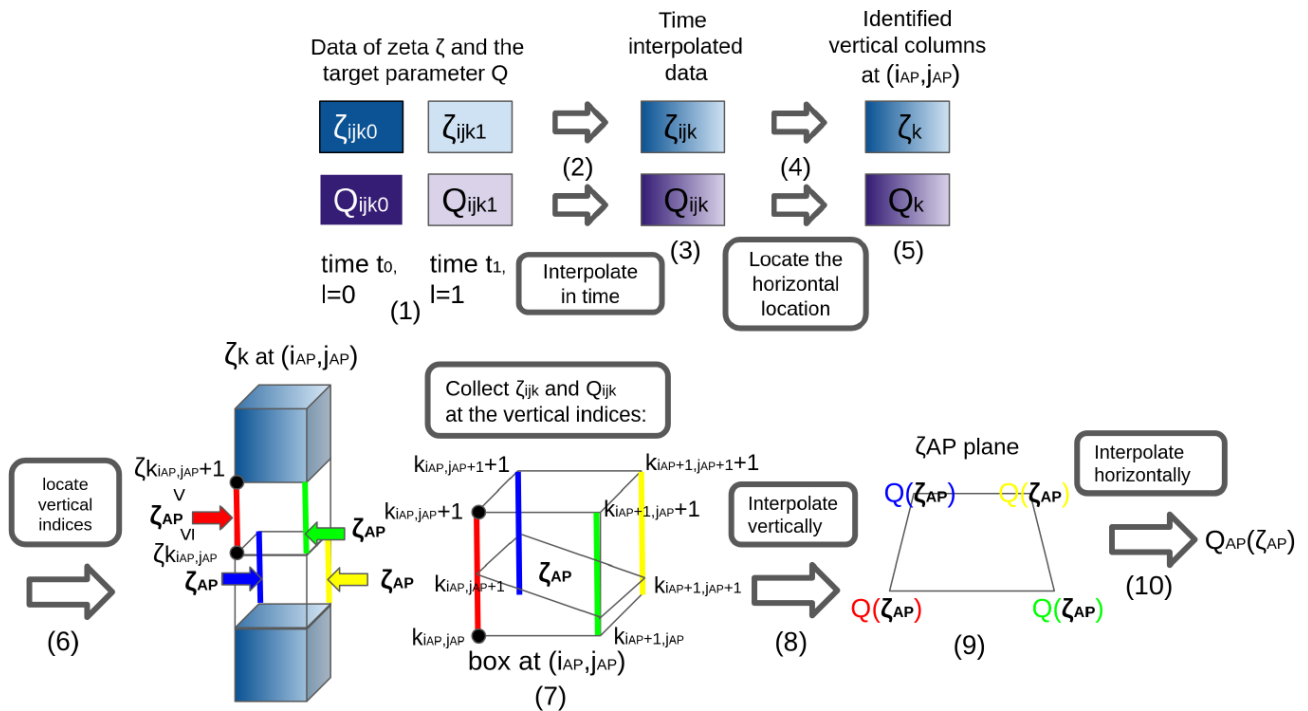 Data of zeta ζ and the
target parameter Q
Time
interpolated
data
Identified
vertical columns
at (iAP,jAP)
ζijk0
ζijk1
(2)
ζijk
(4)
ζk
Qijk0
Qijk1
Qijk
Qk
(3)
(5)
time t0,
l=0
(1)
time t1,
l=1
Interpolate
in time
Locate the
horizontal
location
ζk at (iAP,jAP)
locate
vertical
indices
(6)
ζkiAP,jAP+1
V
ζAP
VI
ζkiAP,jAP
ζAP
ζAP
ζAP
Collect ζijk and Qijk
at the vertical indices:
kiAP,jAP+1+1
kiAP+1,jAP+1+1
kiAP,jAP+1
kiAP+1,jAP+1
ζAP
kiAP,jAP+1
kiAP+1,jAP+1
kiAP,jAP
kiAP+1,jAP
box at (iAP,jAP)
(7)
Interpolate
vertically
(8)
ζAP plane
Q(ζAP)
Q(ζAP)
Q(ζAP)
Q(ζAP)
(9)
Interpolate
horizontally
(10)
QAP(ζAP)